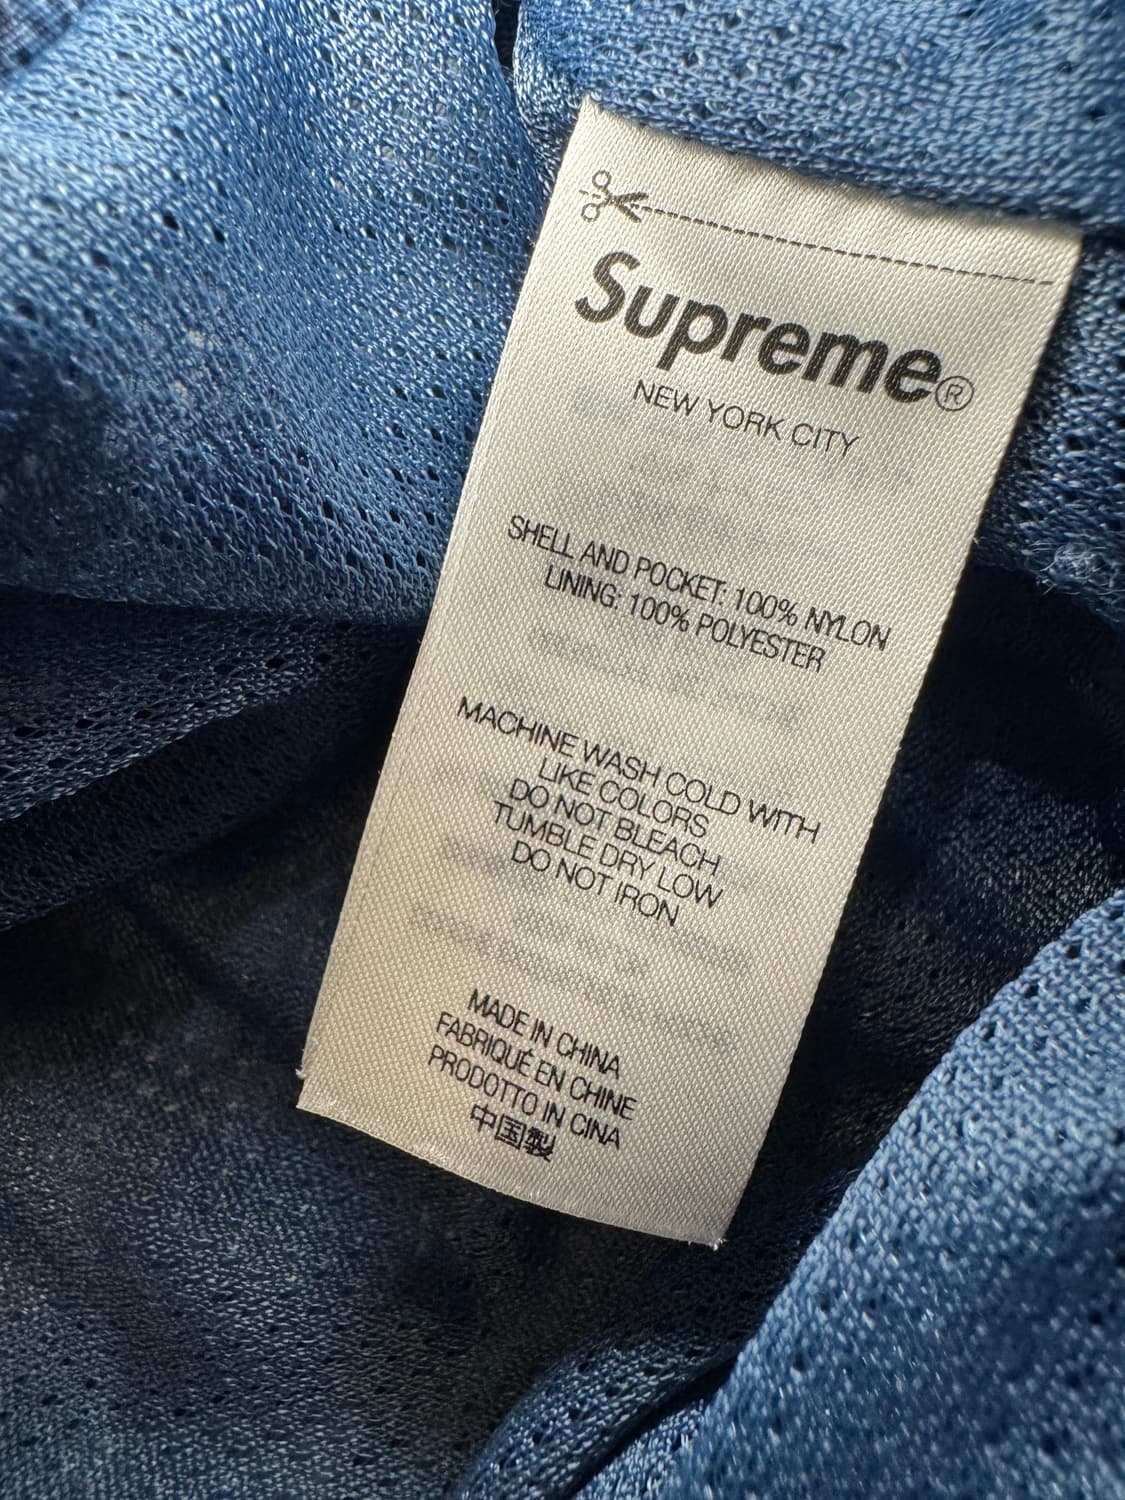 Supreme®
NEW YORK CITY
SHELL AND POCKET: 100% NYLON
LINING: 100% POLYESTER
MACHINE WASH COLD WITH
LIKE COLORS
DO NOT BLEACH
TUMBLE DRY LOW
DO NOT IRON
MADE IN CHINA
FABRIQUÉ EN CHINE
PRODOTTO IN CINA
中国製